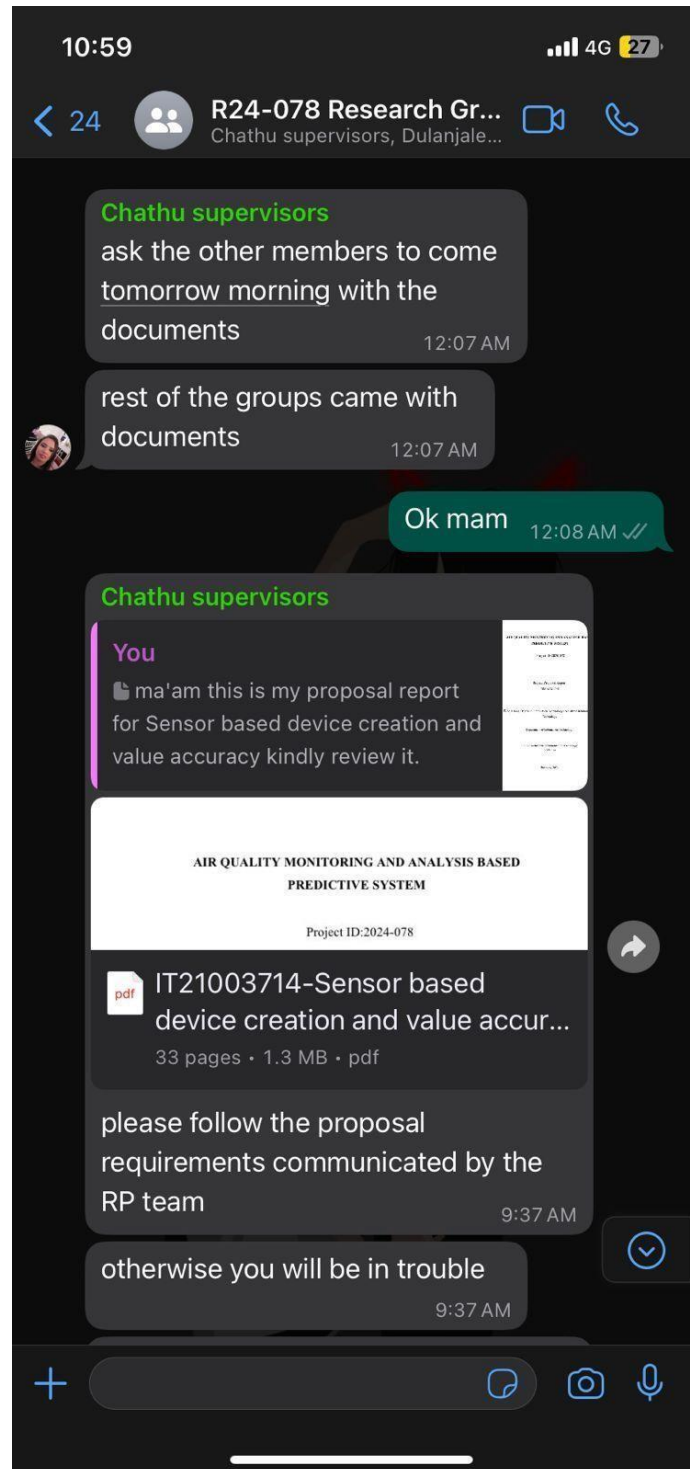 10:59
4G 27
24
R24-078 Research Gr...
Chathu supervisors, Dulanjale...
Chathu supervisors
ask the other members to come
tomorrow morning with the
documents
12:07 AM
rest of the groups came with
documents
12:07 AM
Ok mam
12:08 AM
Chathu supervisors
You
ma'am this is my proposal report
for Sensor based device creation and
value accuracy kindly review it.
AIR QUALITY MONITORING AND ANALYSIS BASED
PREDICTIVE SYSTEM
Project ID:2024-078
pdf
IT21003714-Sensor based
device creation and value accur...
33 pages • 1.3 MB • pdf
please follow the proposal
requirements communicated by the
RP team
9:37 AM
otherwise you will be in trouble
9:37 AM